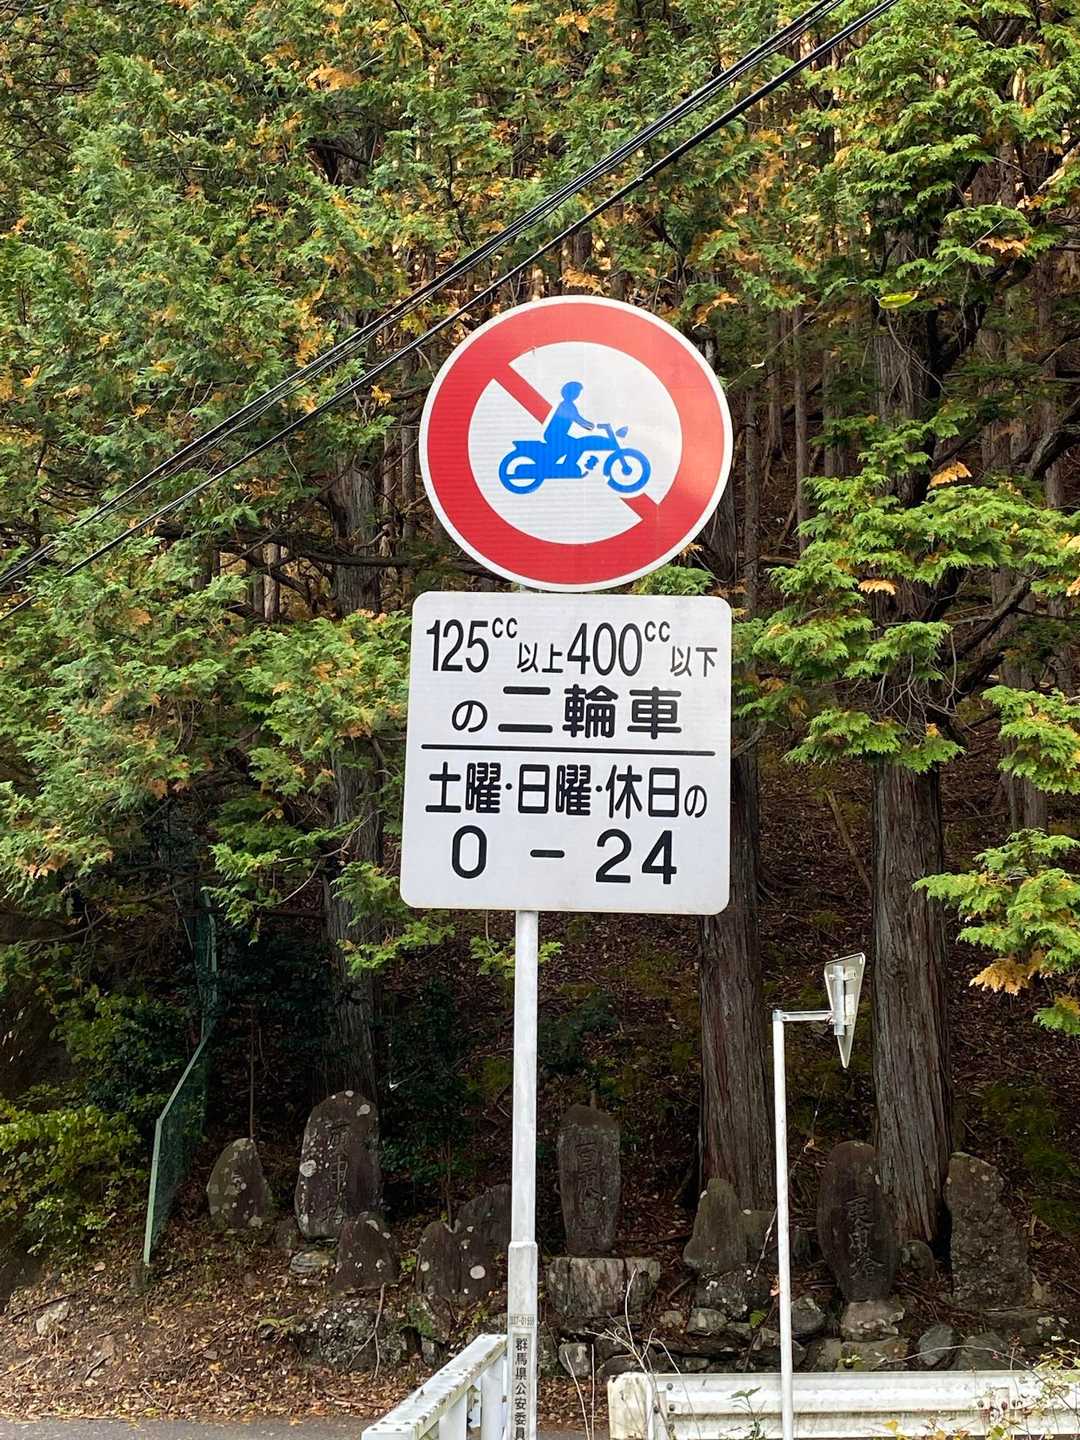 125cc以上400cc以下
の二輪車
土曜・日曜・休日の
0-24
群馬県公安委員